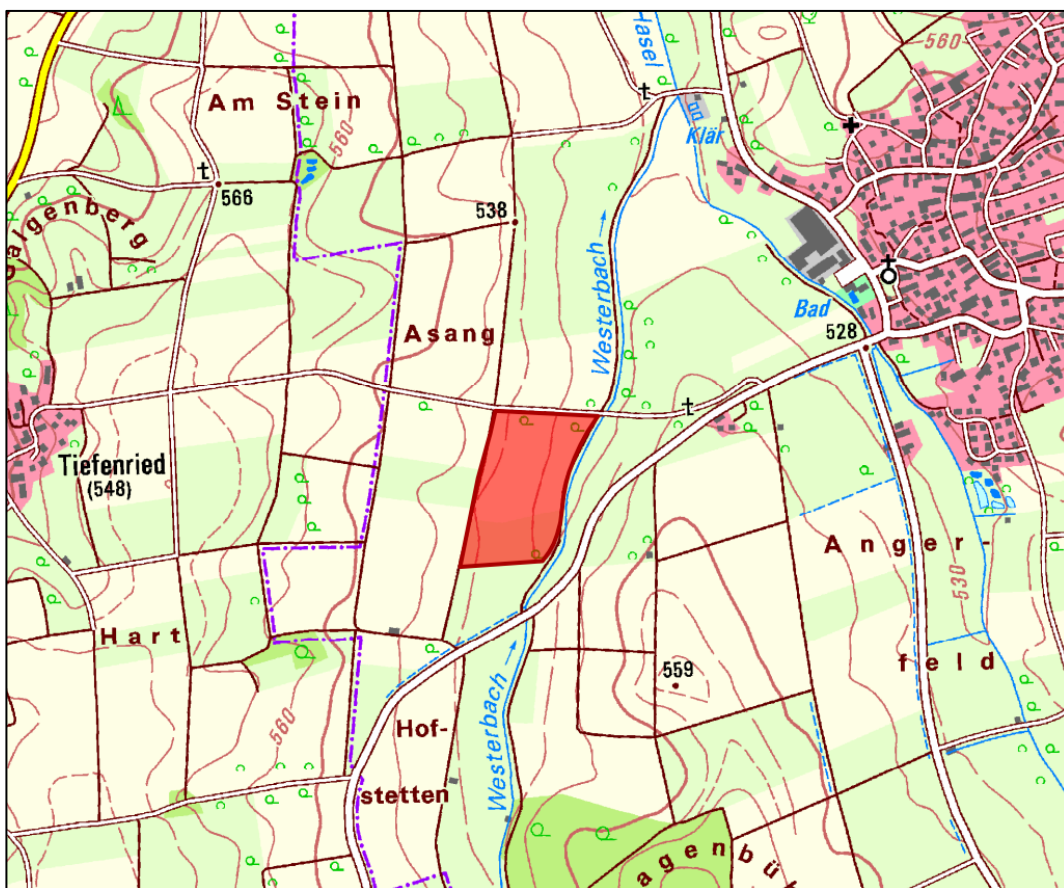 Hasel
560
Am Stein
560
Klär
566
538
Galgenberg
Westerbach
Bad
528
Asang
Tiefenried
(548)
Anger-
530
Hart
feld
559
560
Hof-
Westerbach
stetten